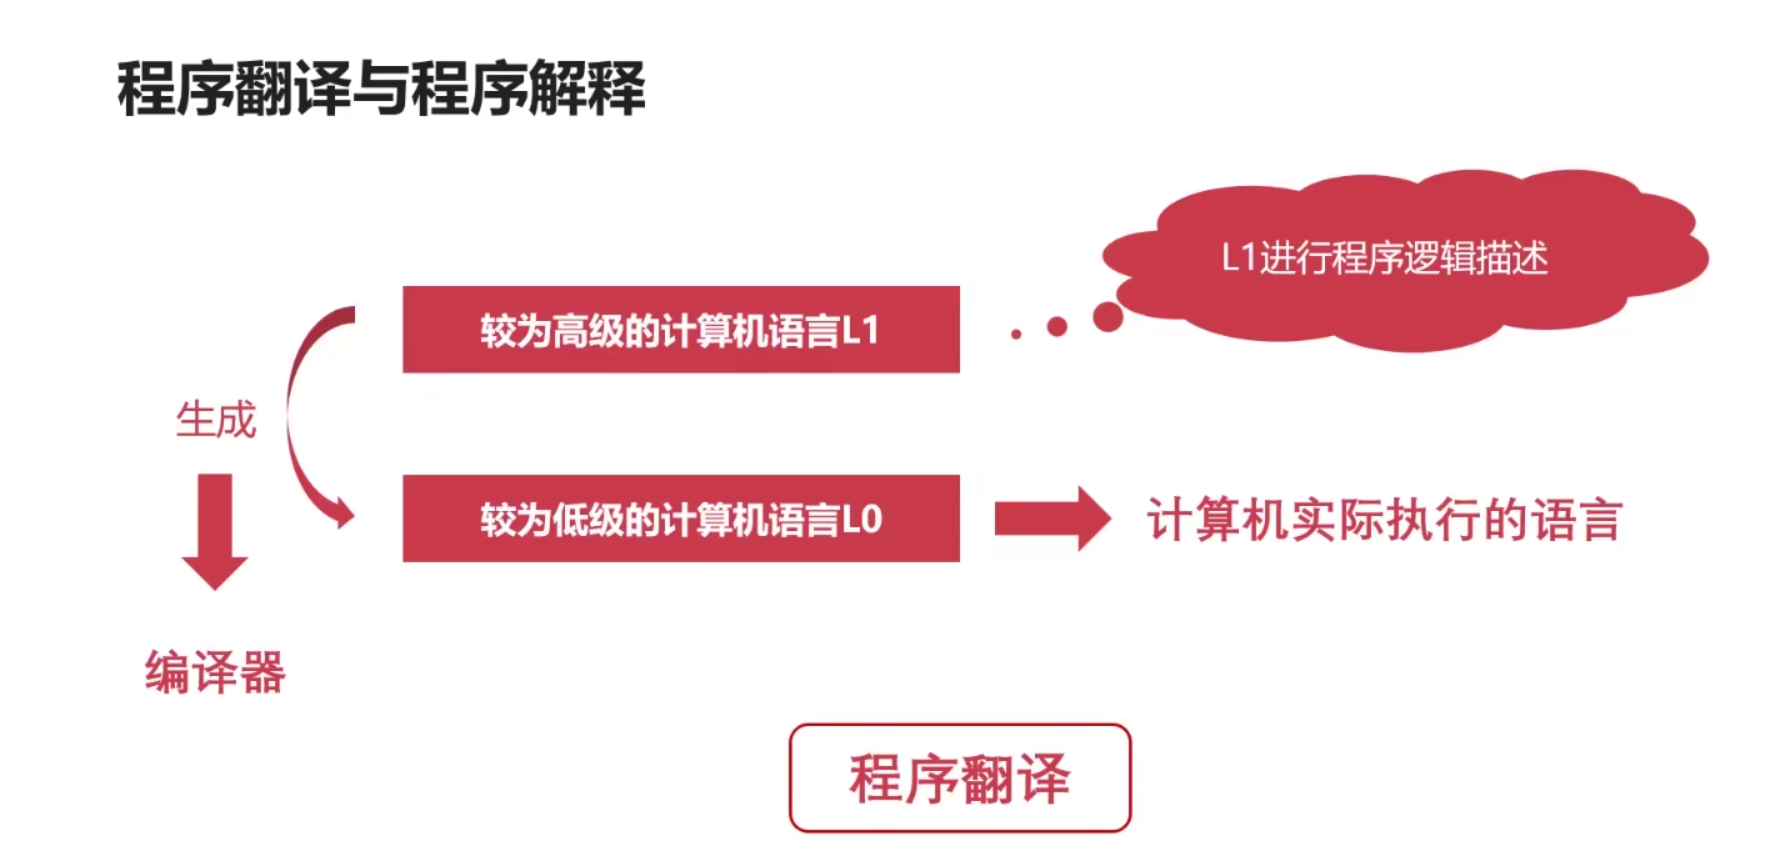 程序翻译与程序解释
L1进行程序逻辑描述
较为高级的计算机语言L1
生成
较为低级的计算机语言L0
计算机实际执行的语言
编译器
程序翻译